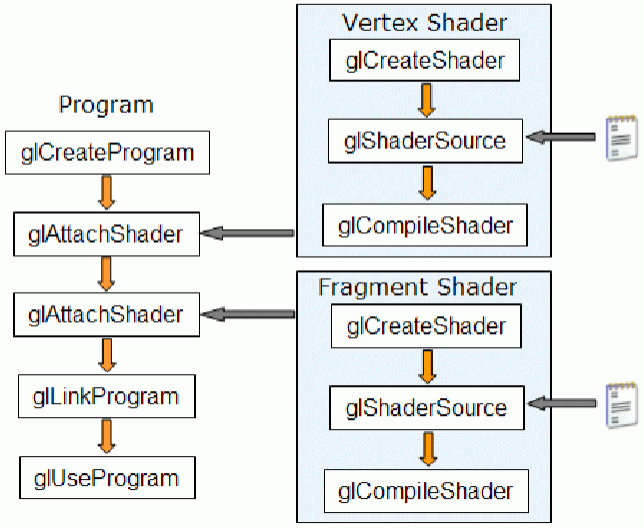 Program
glCreateProgram
glAttachShader
glAttachShader
glLinkProgram
glUseProgram
Vertex Shader
glCreateShader
glShaderSource
glCompileShader
Fragment Shader
glCreateShader
glShaderSource
glCompileShader